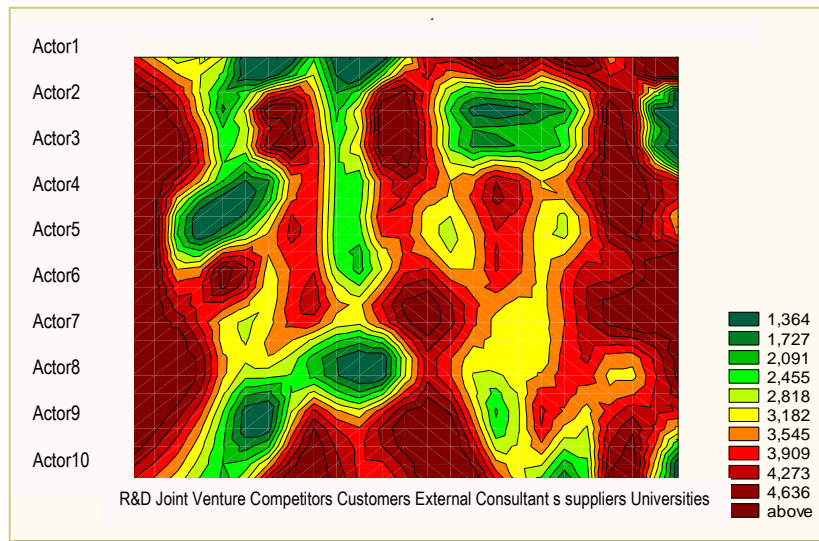 Actor1
Actor2
Actor3
Actor4
Actor5
Actor6
Actor7
Actor8
Actor9
Actor10
1,364
1,727
2,091
2,455
2,818
3,182
3,545
3,909
4,273
4,636
above
R&D Joint Venture Competitors Customers External Consultant s suppliers Universities